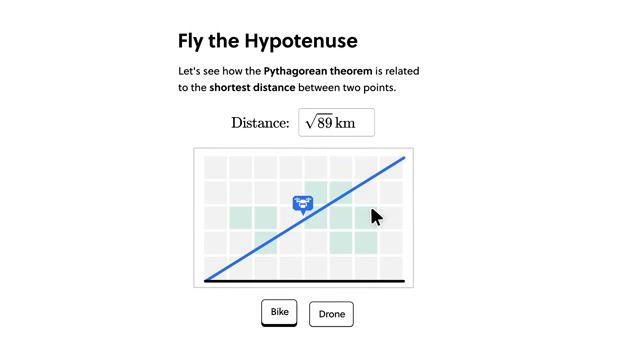 Fly the Hypotenuse
Let's see how the Pythagorean theorem is related
to the shortest distance between two points.
Distance: √89 km
Bike Drone